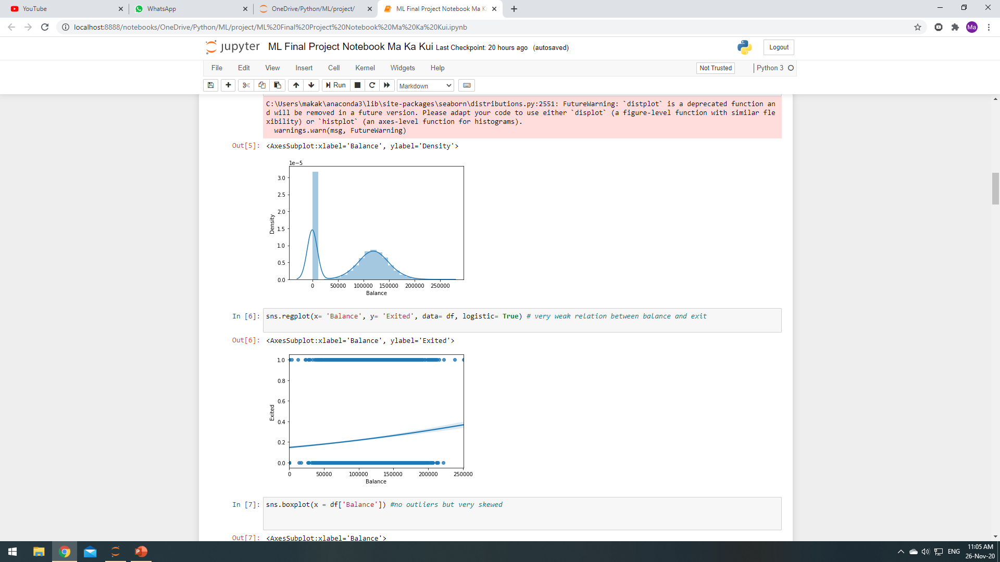 YouTube
WhatsApp
OneDrive/Python/ML/project/
ML Final Project Notebook Ma K
localhost:8888/notebooks/OneDrive/Python/ML/project/ML%20Final%20Project%20Notebook%20Ma%20Ka%20Kui.ipynb
Ma
jupyter ML Final Project Notebook Ma Ka Kui Last Checkpoint: 20 hours ago (autosaved)
Logout
File Edit View Insert Cell Kernel Widgets Help
Not Trusted
Python 3
Run
Markdown
C:\Users\makak\anaconda3\lib\site-packages\seaborn\distributions.py:2551: FutureWarning: `distplot` is a deprecated function an
d will be removed in a future version. Please adapt your code to use either `displot` (a figure-level function with similar fle
xibility) or `histplot` (an axes-level function for histograms).
warnings.warn(msg, FutureWarning)
Out[5]: <AxesSubplot:xlabel='Balance', ylabel='Density'>
1e−5
3.0
2.5
2.0
1.5
1.0
0.5
0.0
Density
0 50000 100000 150000 200000 250000
Balance
In [6]: sns.regplot(x= 'Balance', y= 'Exited', data= df, logistic= True) # very weak relation between balance and exit
Out[6]: <AxesSubplot:xlabel='Balance', ylabel='Exited'>
1.0
0.8
0.6
0.4
0.2
0.0
Exited
0 50000 100000 150000 200000 250000
Balance
In [7]: sns.boxplot(x = df['Balance']) #no outliers but very skewed
Out[7]: <AxesSubplot:xlabel='Balance'>
P
ENG
11:05 AM
26-Nov-20